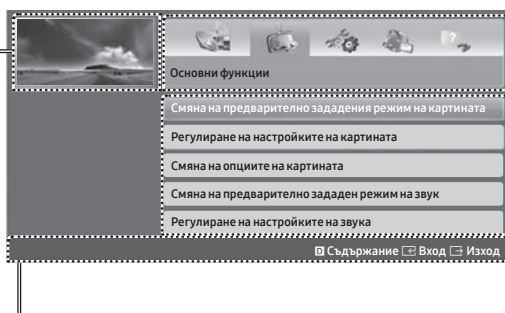 Основни функции
Смяна на предварително зададения режим на картината
Регулиране на настройките на картината
Смяна на опциите на картината
Смяна на предварително зададен режим на звук
Регулиране на настройките на звука
D Съдържание Вход Изход